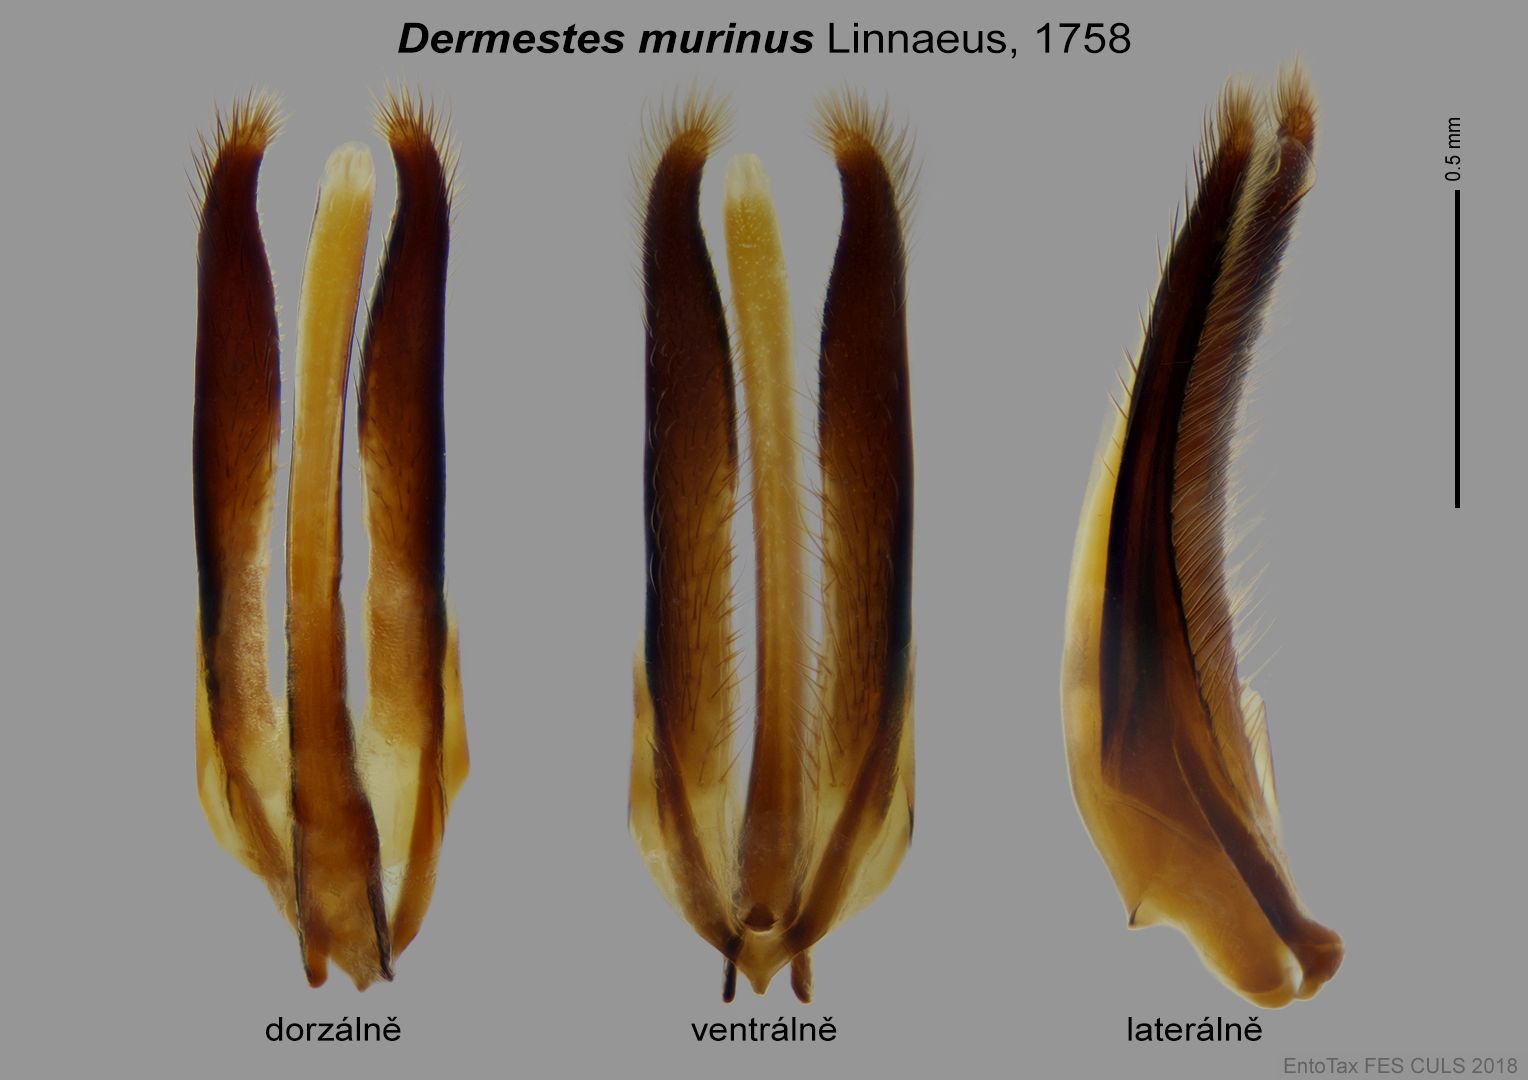 Dermestes murinus Linnaeus, 1758
0.5 mm
dorzálně
ventrálně
laterálně
EntoTax FES CULS 2018